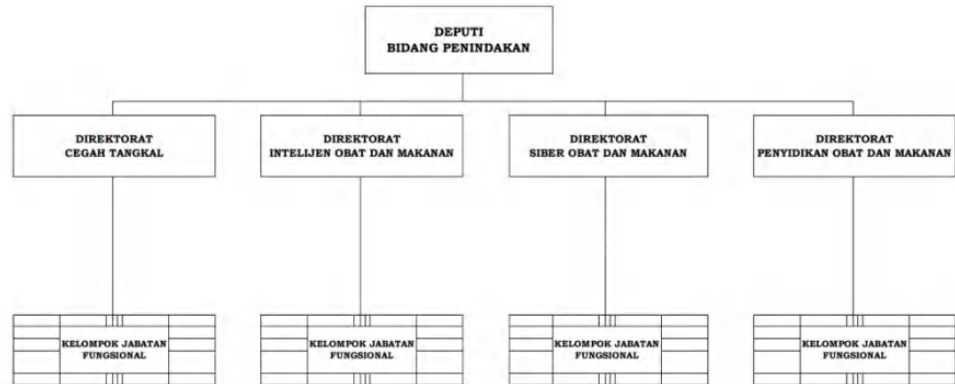 DEPUTI
BIDANG PENINDAKAN
DIREKTORAT
CEGAH TANGKAL
DIREKTORAT
INTELIJEN OBAT DAN MAKANAN
DIREKTORAT
SIBER OBAT DAN MAKANAN
DIREKTORAT
PENYIDIKAN OBAT DAN MAKANAN
KELOMPOK JABATAN
FUNGSIONAL
KELOMPOK JABATAN
FUNGSIONAL
KELOMPOK JABATAN
FUNGSIONAL
KELOMPOK JABATAN
FUNGSIONAL